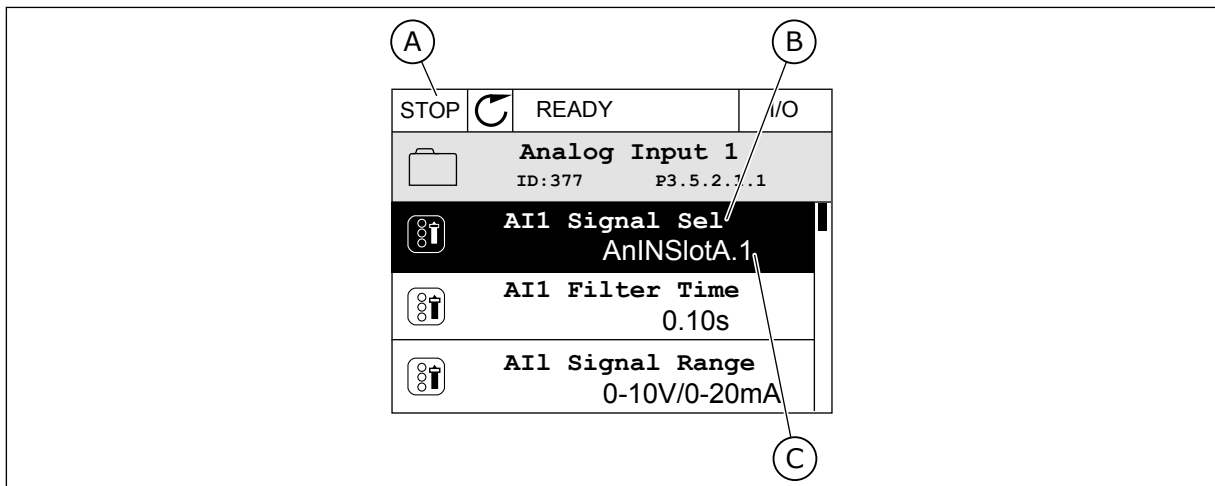 A B
STOP READY I/O
Analog Input 1
ID:377 P3.5.2.1.1
AI1 Signal Sel
AnINSlotA.1
AI1 Filter Time
0.10s
AIl Signal Range
0-10V/0-20mA
C